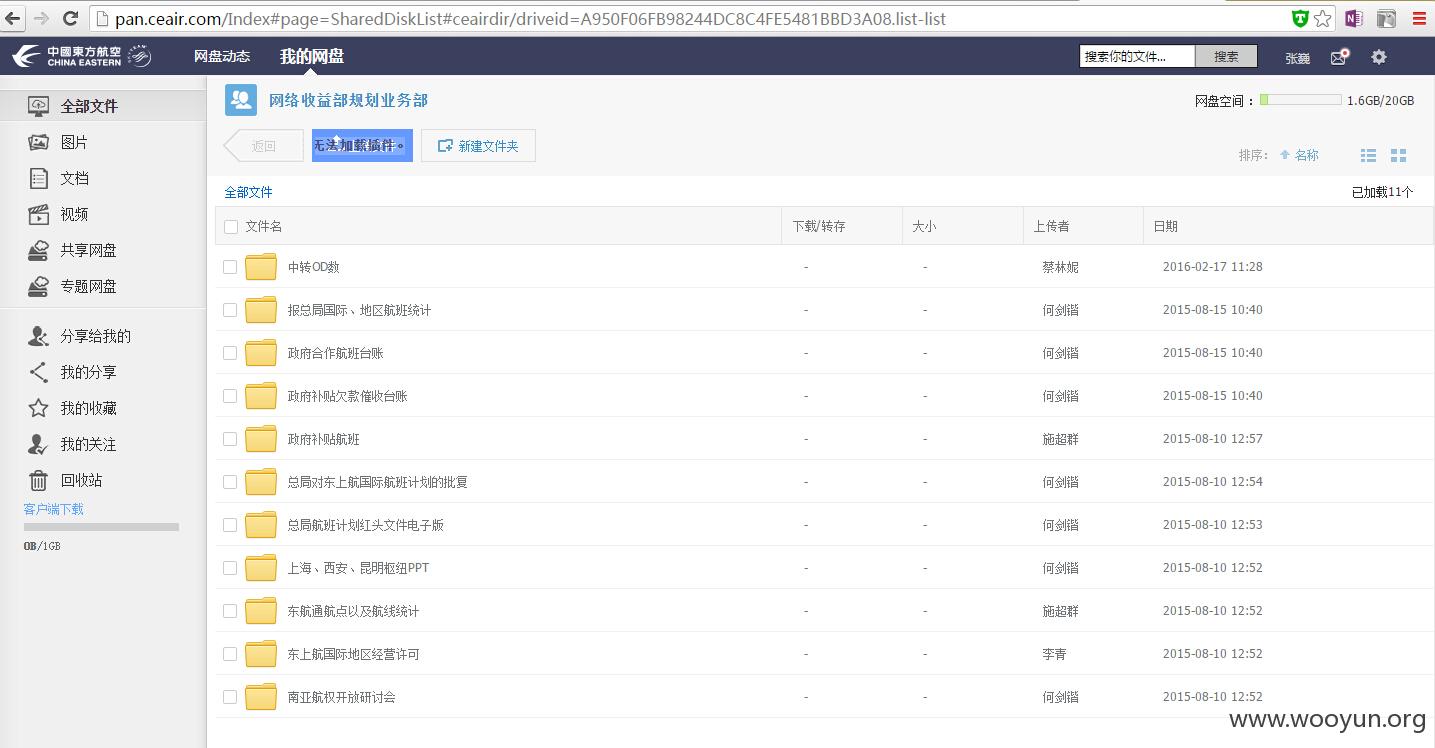 pan.ceair.com/Index#page=SharedDiskList#ceairdir/driveid=A950F06FB98244DC8C4FE5481BBD3A08.list-list
中國東方航空
CHINA EASTERN
网盘动态 我的网盘 搜索你的文件... 搜索 张巍
全部文件
图片
文档
视频
共享网盘
专题网盘
分享给我的
我的分享
我的收藏
我的关注
回收站
客户端下载
0B/1GB
网络收益部规划业务部 网盘空间： 1.6GB/20GB
返回 无法加载插件。 新建文件夹 排序： 名称
全部文件 已加载11个
文件名 下载/转存 大小 上传者 日期
中转OD数 - - 蔡林妮 2016-02-17 11:28
报总局国际、地区航班统计 - - 何剑锴 2015-08-15 10:40
政府合作航班台账 - - 何剑锴 2015-08-15 10:40
政府补贴欠款催收台账 - - 何剑锴 2015-08-15 10:40
政府补贴航班 - - 施超群 2015-08-10 12:57
总局对东上航国际航班计划的批复 - - 何剑锴 2015-08-10 12:54
总局航班计划红头文件电子版 - - 何剑锴 2015-08-10 12:53
上海、西安、昆明枢纽PPT - - 何剑锴 2015-08-10 12:52
东航通航点以及航线统计 - - 施超群 2015-08-10 12:52
东上航国际地区经营许可 - - 李青 2015-08-10 12:52
南亚航权开放研讨会 - - 何剑锴 2015-08-10 12:52
www.wooyun.org